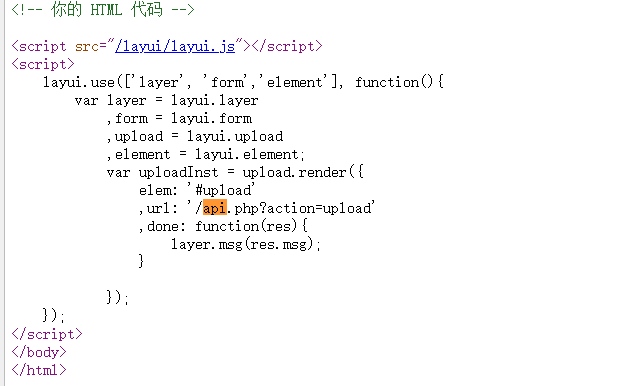 <!-- 你的 HTML 代码 -->
<script src="/layui/layui.js"></script>
<script>
    layui.use(['layer', 'form','element'], function(){
        var layer = layui.layer
            ,form = layui.form
            ,upload = layui.upload
            ,element = layui.element;
            var uploadInst = upload.render({
                elem: '#upload'
                ,url: '/api.php?action=upload'
                ,done: function(res){
                    layer.msg(res.msg);
                }
            });
    });
</script>
</body>
</html>